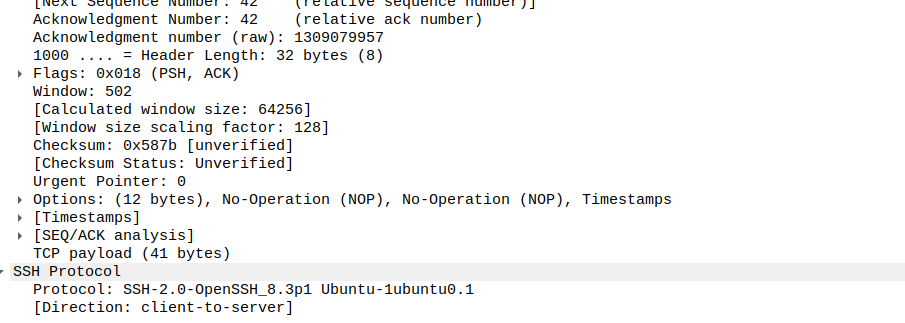 [Next Sequence Number: 42    (relative sequence number)]
Acknowledgment Number: 42    (relative ack number)
Acknowledgment number (raw): 1309079957
1000 .... = Header Length: 32 bytes (8)
Flags: 0x018 (PSH, ACK)
Window: 502
[Calculated window size: 64256]
[Window size scaling factor: 128]
Checksum: 0x587b [unverified]
[Checksum Status: Unverified]
Urgent Pointer: 0
Options: (12 bytes), No-Operation (NOP), No-Operation (NOP), Timestamps
[Timestamps]
[SEQ/ACK analysis]
TCP payload (41 bytes)
SSH Protocol
Protocol: SSH-2.0-OpenSSH_8.3p1 Ubuntu-1ubuntu0.1
[Direction: client-to-server]